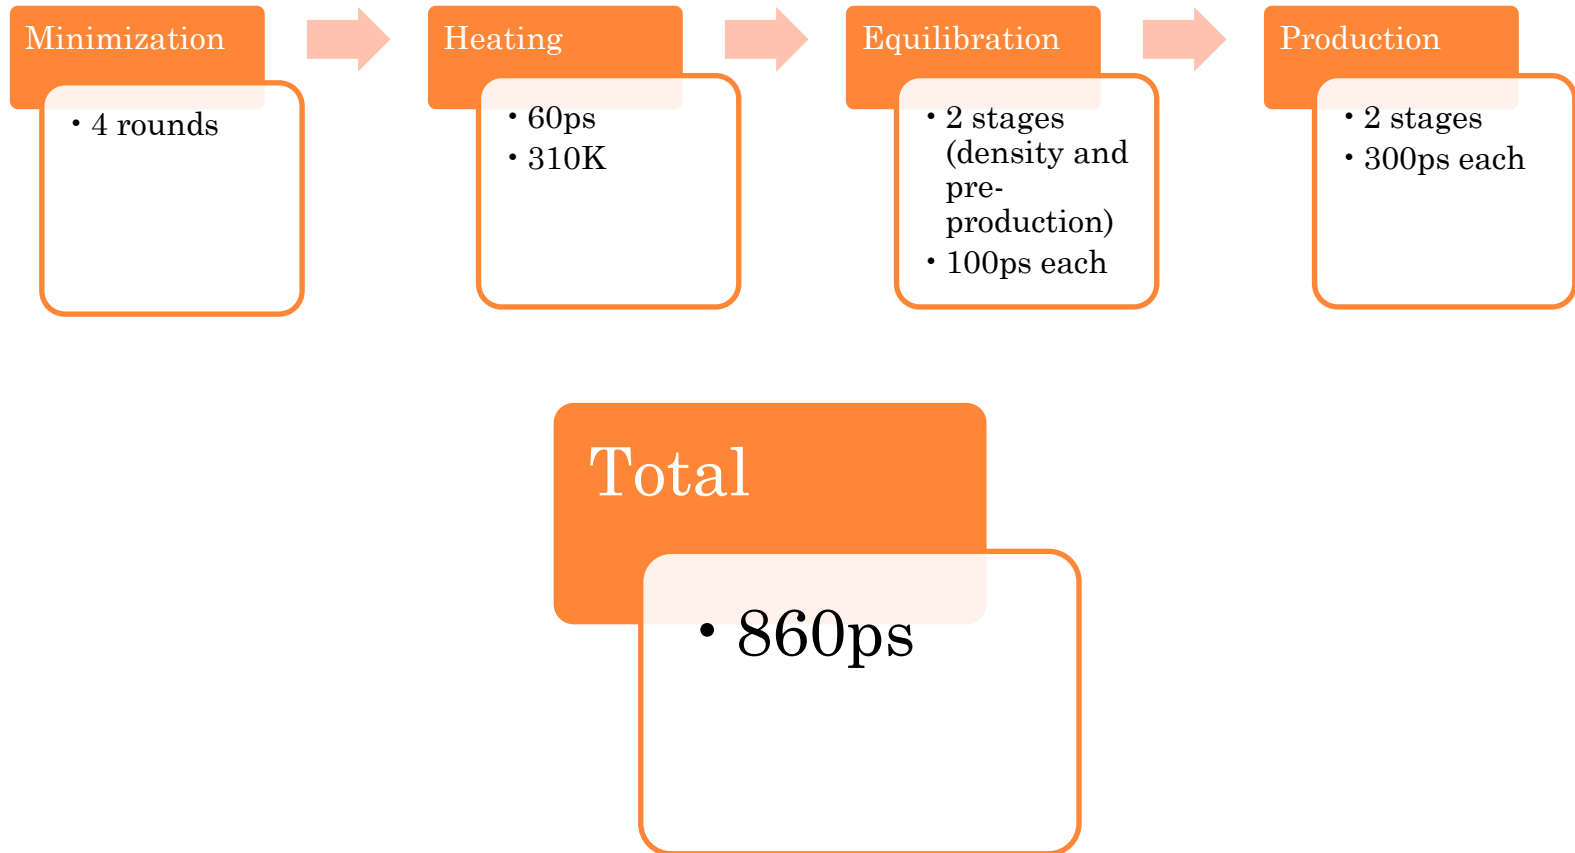 Minimization
• 4 rounds
Heating
• 60ps
• 310K
Equilibration
• 2 stages
(density and
pre-
production)
• 100ps each
Production
• 2 stages
• 300ps each
Total
• 860ps